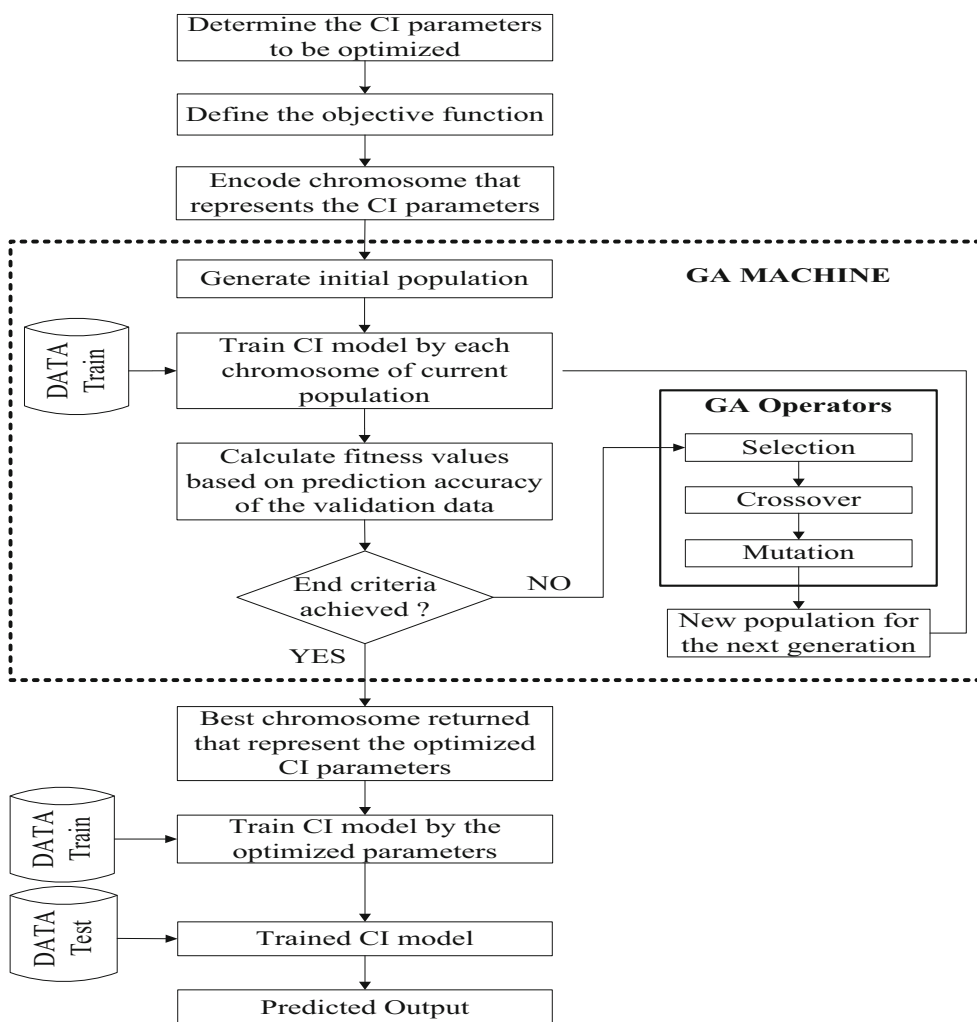 Determine the CI parameters
to be optimized
Define the objective function
Encode chromosome that
represents the CI parameters
GA MACHINE
Generate initial population
DATA
Train
Train CI model by each
chromosome of current
population
GA Operators
Selection
Crossover
Mutation
Calculate fitness values
based on prediction accuracy
of the validation data
End criteria
achieved ?
NO
YES
New population for
the next generation
Best chromosome returned
that represent the optimized
CI parameters
DATA
Train
Train CI model by the
optimized parameters
DATA
Test
Trained CI model
Predicted Output